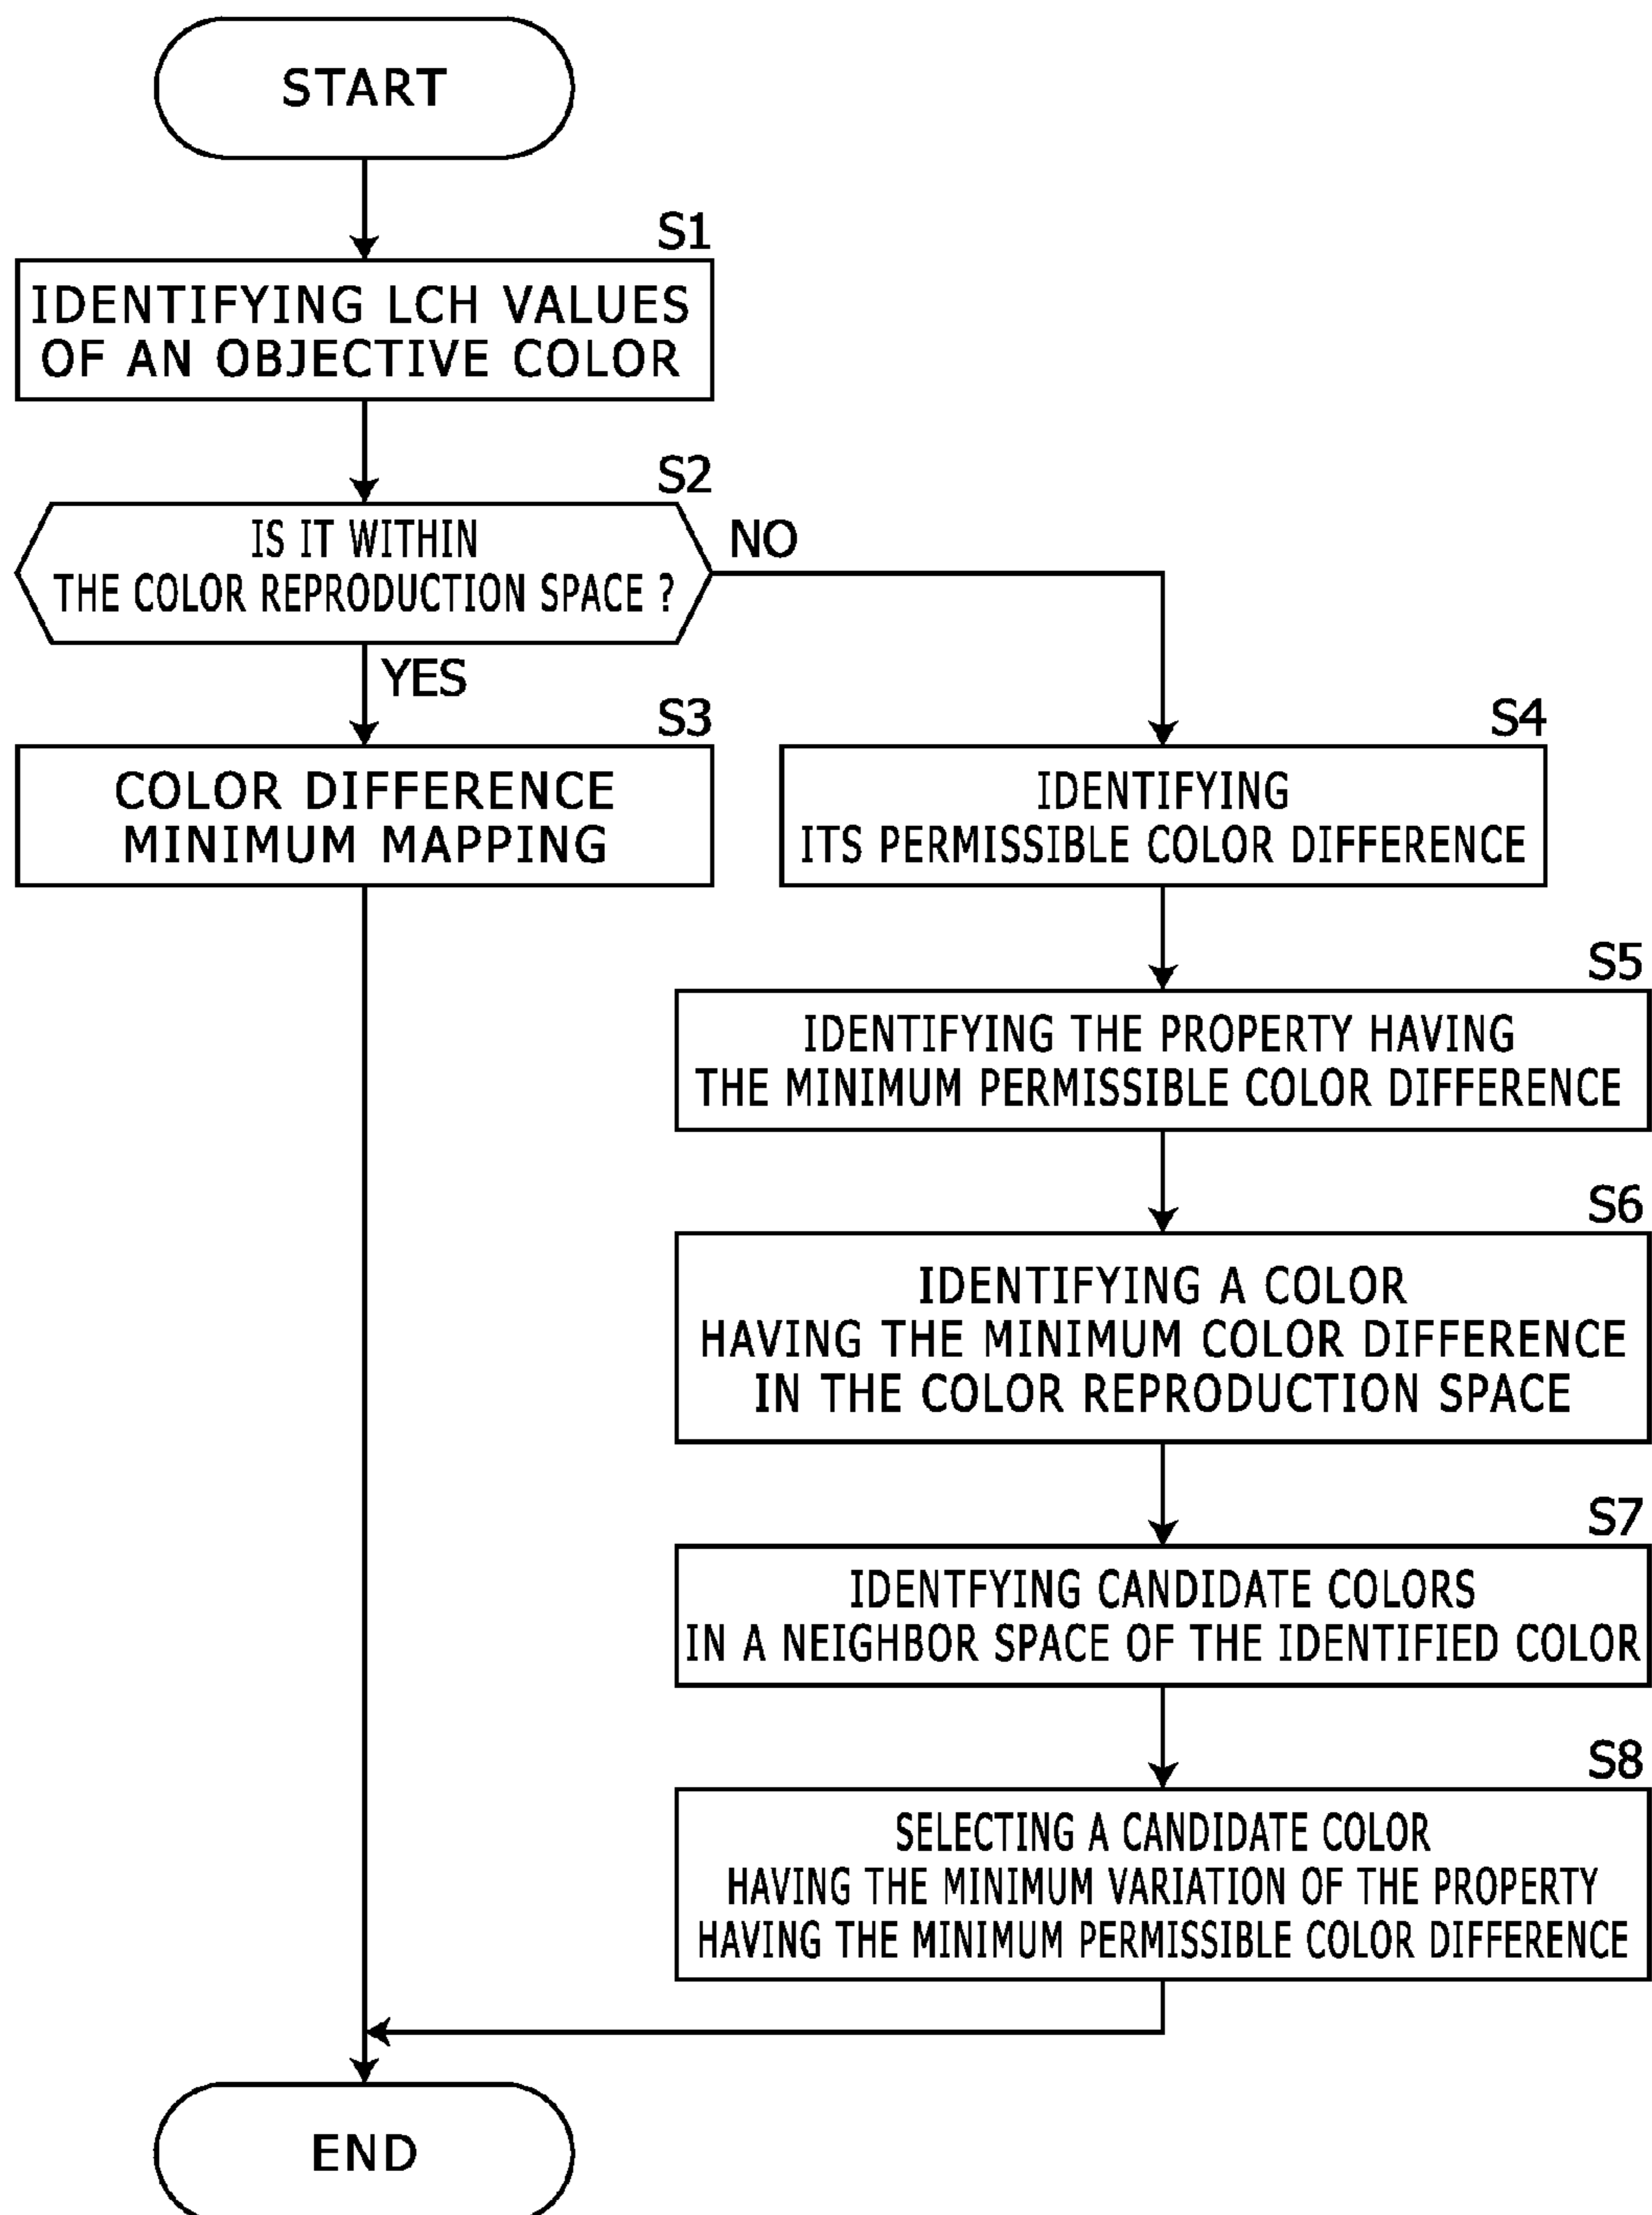 START
S1
IDENTIFYING LCH VALUES
OF AN OBJECTIVE COLOR
S2
IS IT WITHIN
THE COLOR REPRODUCTION SPACE ?
NO
YES
S3
COLOR DIFFERENCE
MINIMUM MAPPING
S4
IDENTIFYING
ITS PERMISSIBLE COLOR DIFFERENCE
S5
IDENTIFYING THE PROPERTY HAVING
THE MINIMUM PERMISSIBLE COLOR DIFFERENCE
S6
IDENTIFYING A COLOR
HAVING THE MINIMUM COLOR DIFFERENCE
IN THE COLOR REPRODUCTION SPACE
S7
IDENTFYING CANDIDATE COLORS
IN A NEIGHBOR SPACE OF THE IDENTIFIED COLOR
S8
SELECTING A CANDIDATE COLOR
HAVING THE MINIMUM VARIATION OF THE PROPERTY
HAVING THE MINIMUM PERMISSIBLE COLOR DIFFERENCE
END